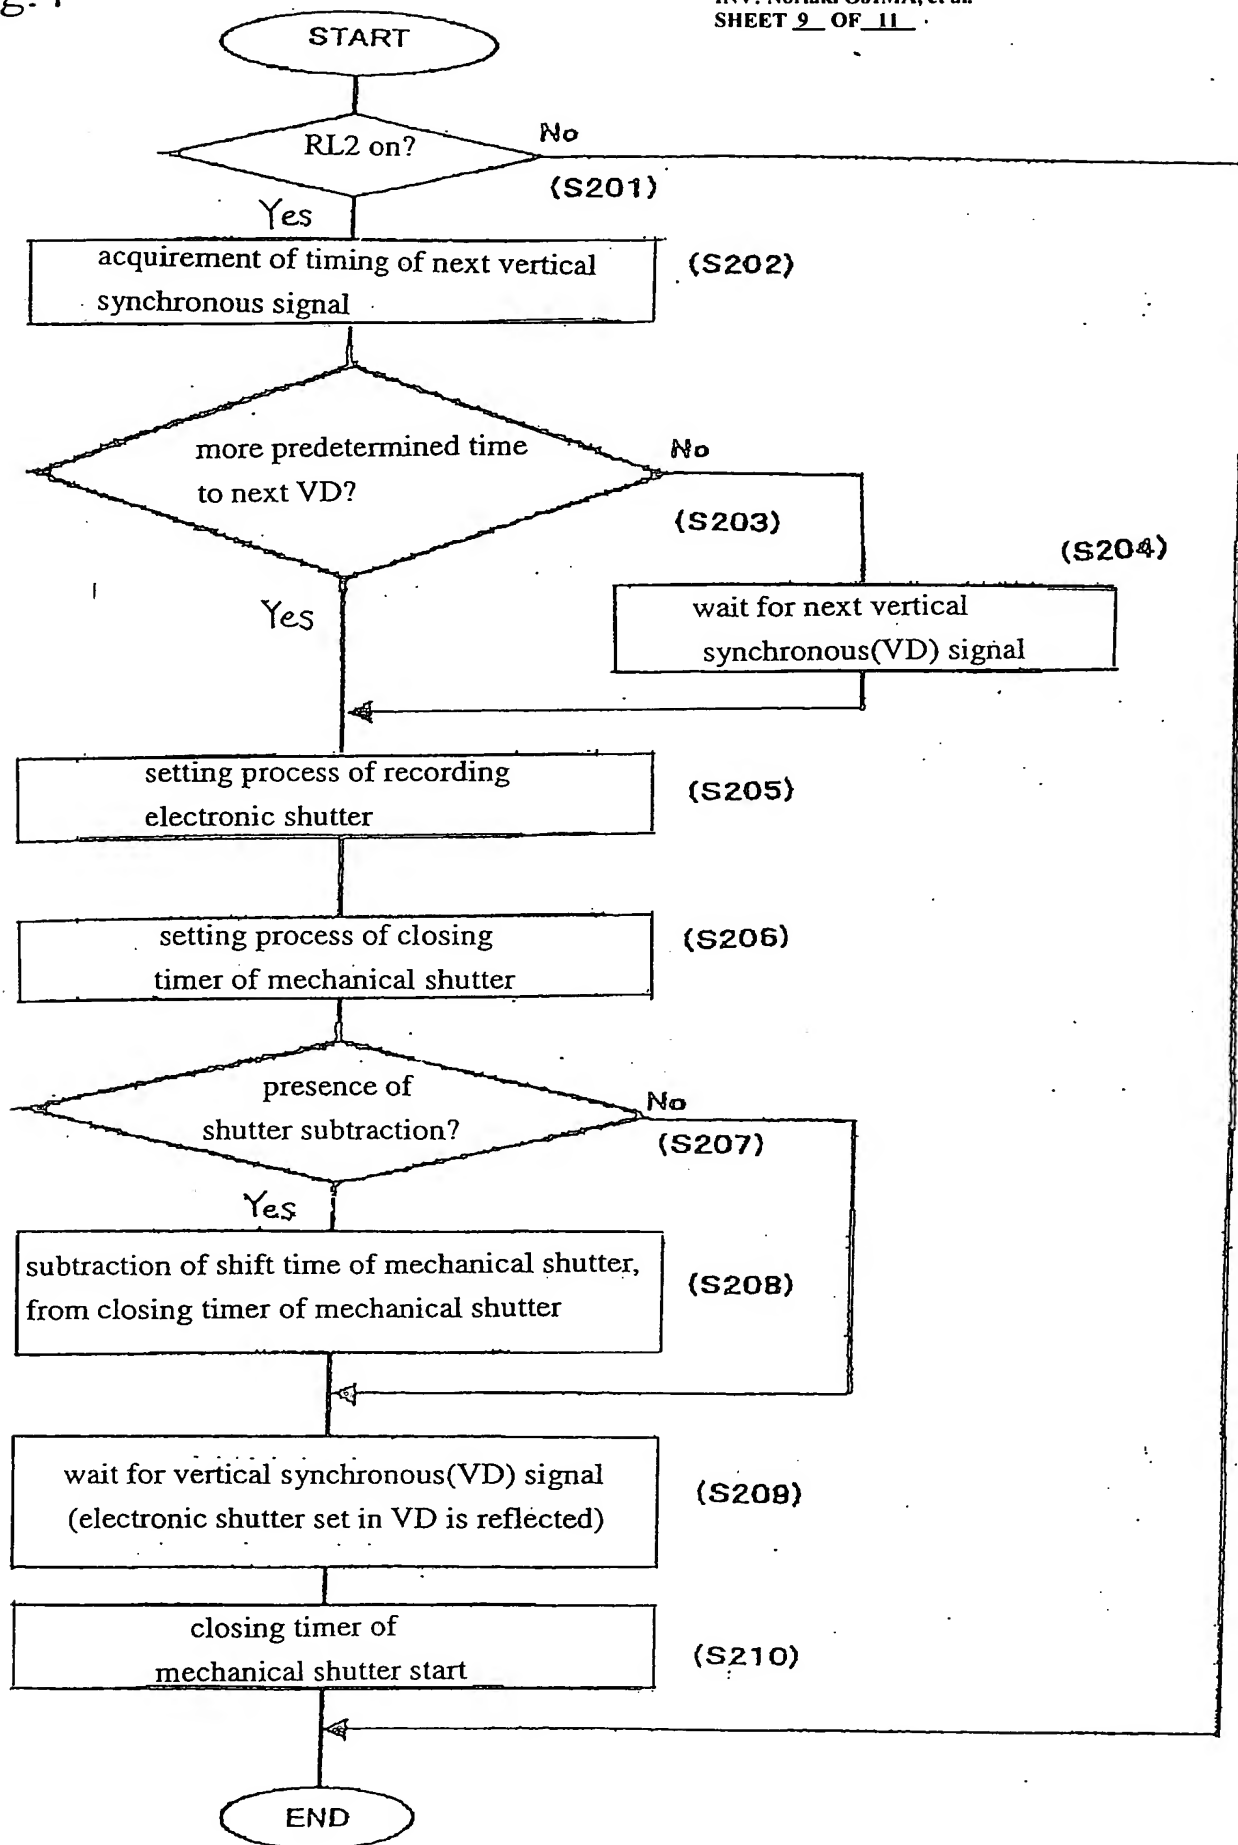 SHEET 9 OF 11
START
RL2 on?
No
(S201)
Yes
acquirement of timing of next vertical
synchronous signal
(S202)
more predetermined time
to next VD?
No
(S203)
Yes
(S204)
wait for next vertical
synchronous(VD) signal
setting process of recording
electronic shutter
(S205)
setting process of closing
timer of mechanical shutter
(S206)
presence of
shutter subtraction?
No
(S207)
Yes
subtraction of shift time of mechanical shutter,
from closing timer of mechanical shutter
(S208)
wait for vertical synchronous(VD) signal
(electronic shutter set in VD is reflected)
(S209)
closing timer of
mechanical shutter start
(S210)
END